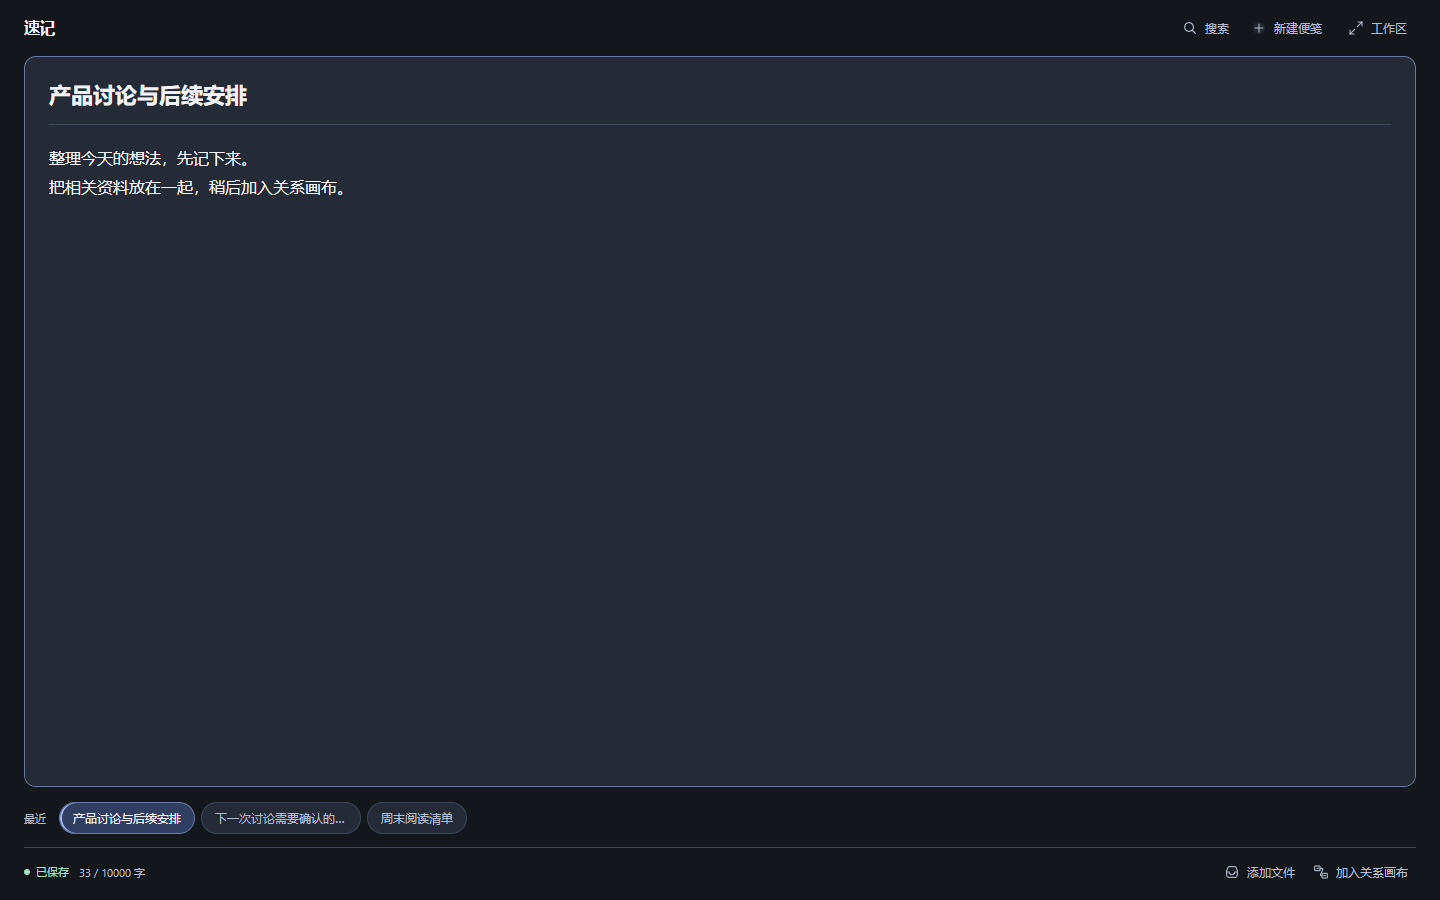 速记
搜索
新建便笺
工作区
产品讨论与后续安排
整理今天的想法，先记下来。
把相关资料放在一起，稍后加入关系画布。
最近
产品讨论与后续安排
下一次讨论需要确认的...
周末阅读清单
已保存
33 / 10000 字
添加文件
加入关系画布